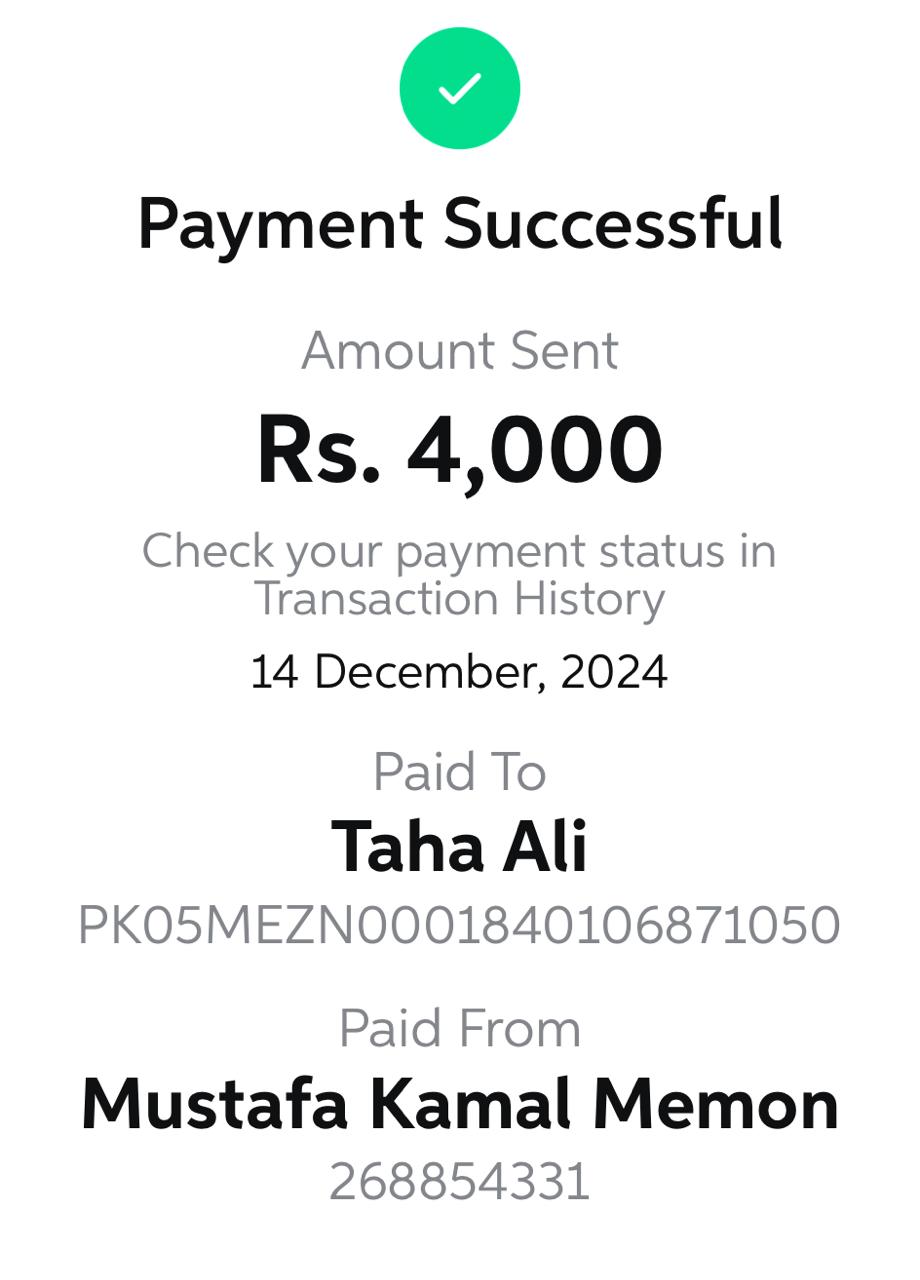 Payment Successful
Amount Sent
Rs. 4,000
Check your payment status in
Transaction History
14 December, 2024
Paid To
Taha Ali
PK05MEZN0001840106871050
Paid From
Mustafa Kamal Memon
268854331